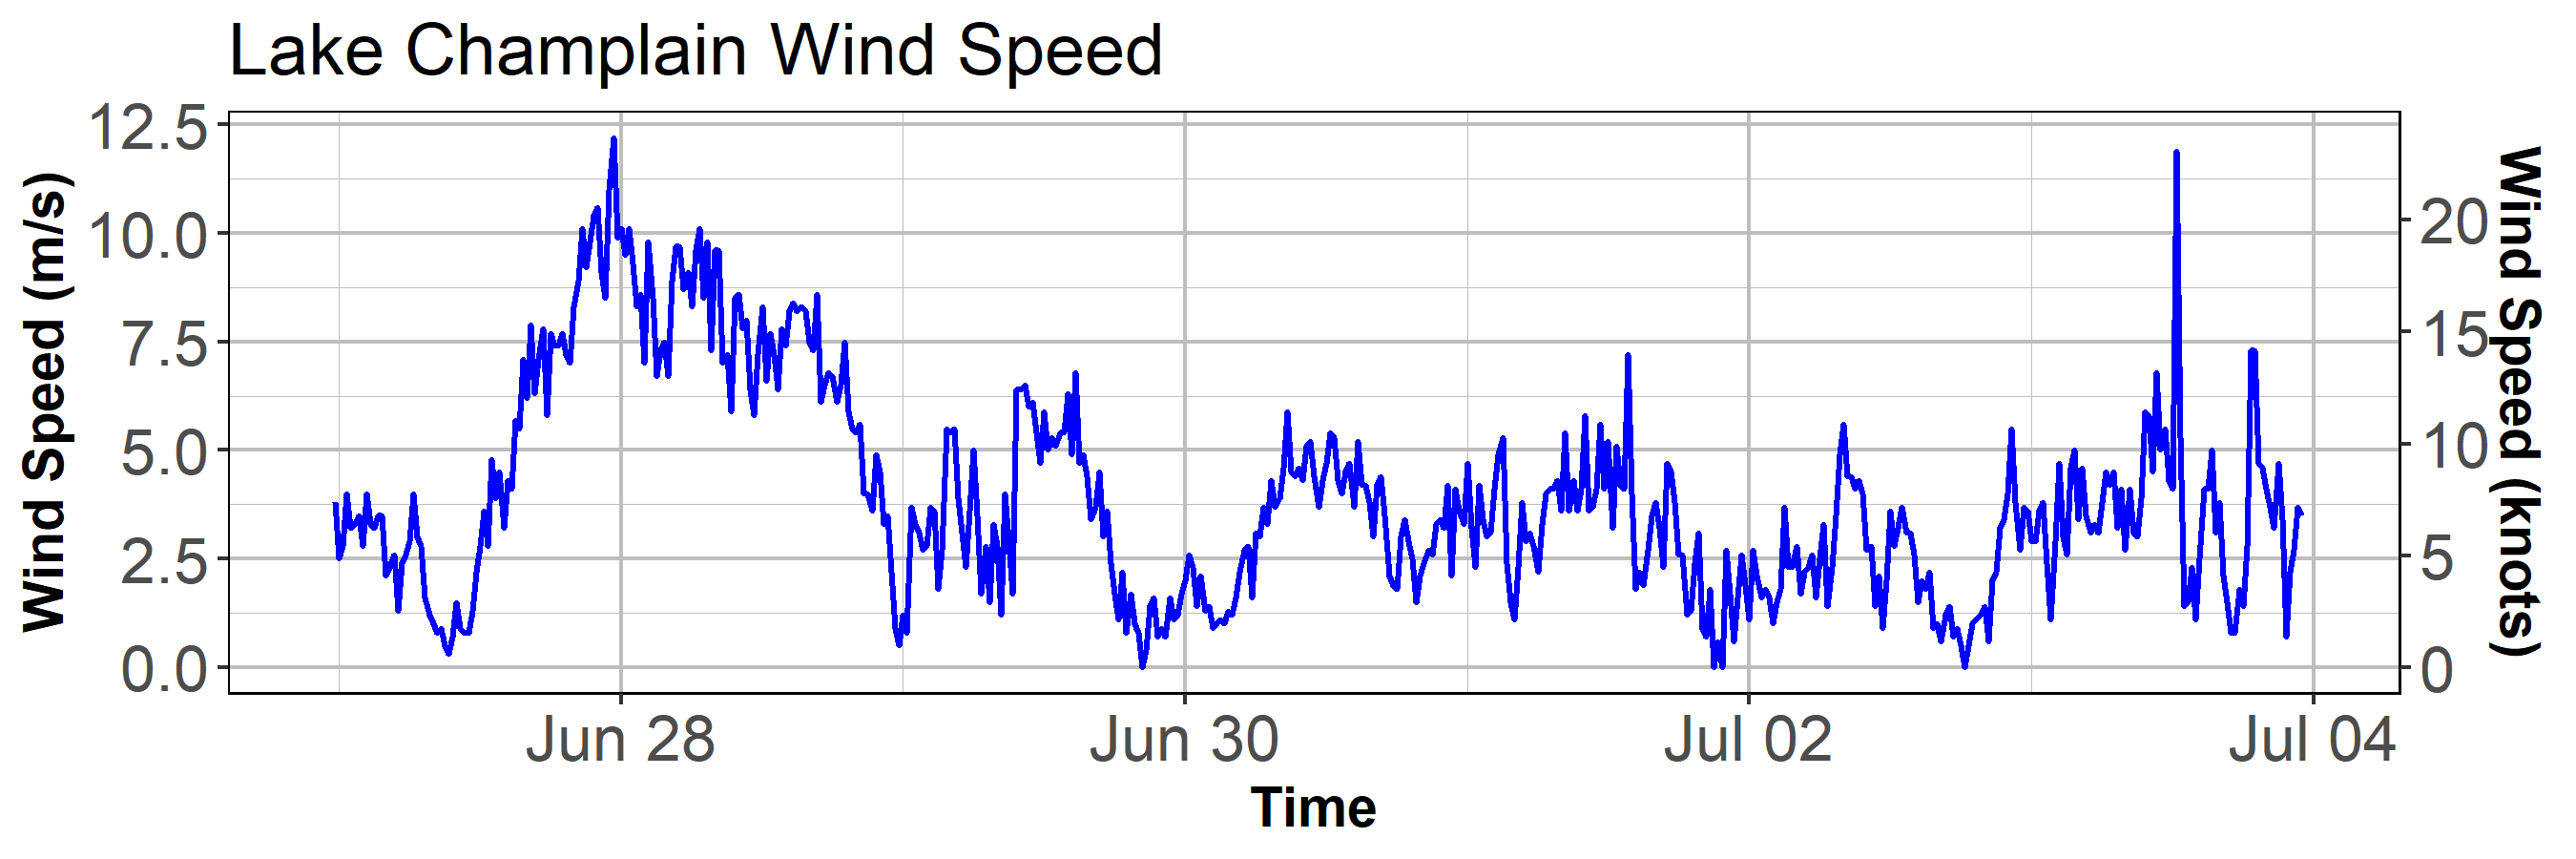 Lake Champlain Wind Speed
Wind Speed (m/s)
12.5
10.0
7.5
5.0
2.5
0.0
20
15
10
5
0
Wind Speed (knots)
Jun 28 Jun 30 Jul 02 Jul 04
Time